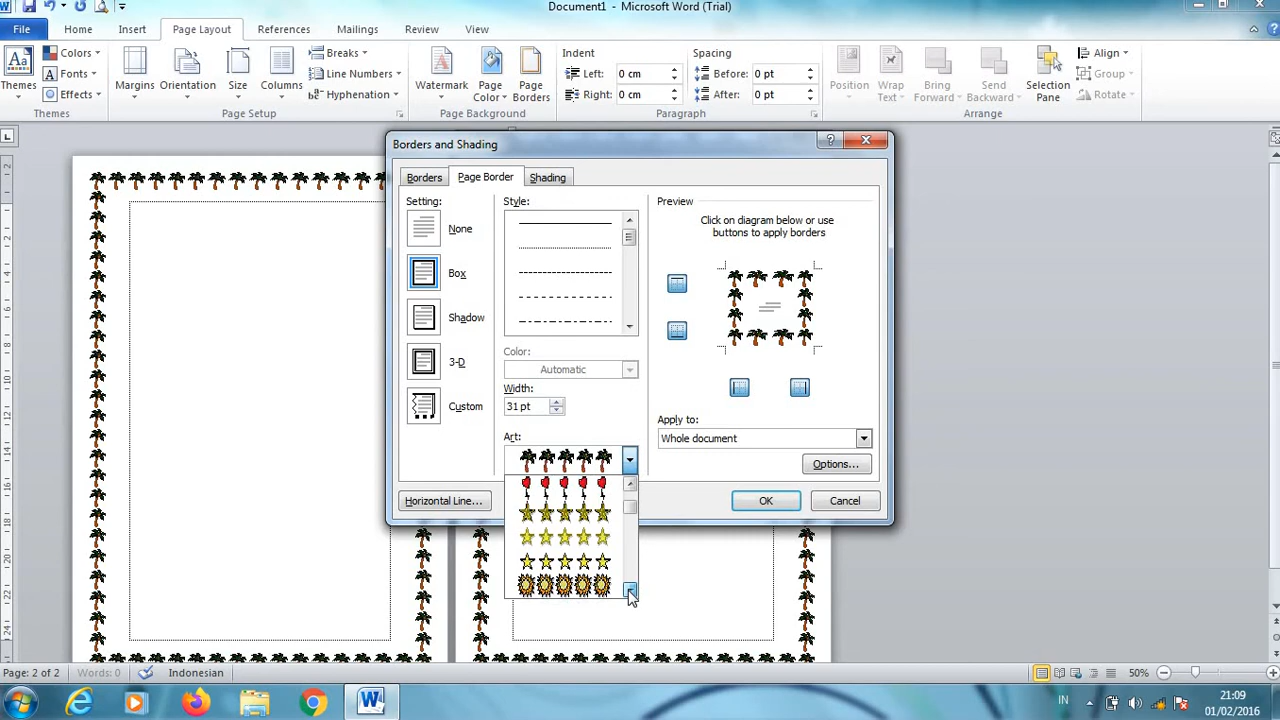 Document1 - Microsoft Word (Trial)
File Home Insert Page Layout References Mailings Review View
Themes
Colors
Fonts
Effects
Themes
Margins
Orientation
Size
Columns
Breaks
Line Numbers
Hyphenation
Page Setup
Watermark
Page Color
Page Borders
Page Background
Indent
Left: 0 cm
Right: 0 cm
Spacing
Before: 0 pt
After: 0 pt
Paragraph
Position
Wrap Text
Bring Forward
Send Backward
Selection Pane
Align
Group
Rotate
Arrange
Borders and Shading
Borders Page Border Shading
Setting:
None
Box
Shadow
3-D
Custom
Style:
Color:
Automatic
Width:
31 pt
Art:
Preview
Click on diagram below or use
buttons to apply borders
Apply to:
Whole document
Options...
Horizontal Line...
OK
Cancel
Page: 2 of 2 Words: 0 Indonesian
50%
IN
21:09
01/02/2016